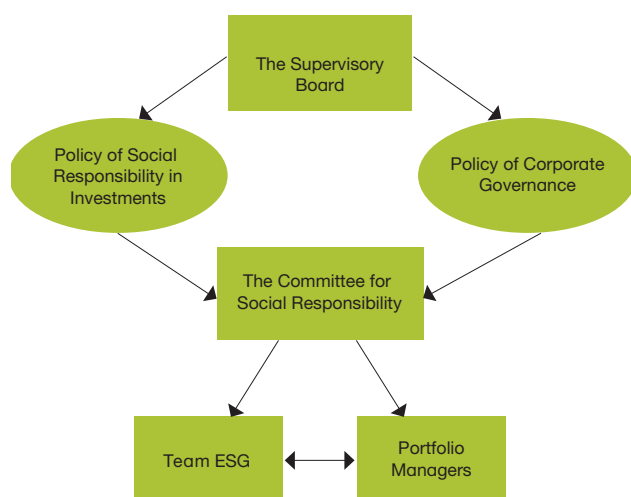 The Supervisory
Board
Policy of Social
Responsibility in
Investments
Policy of Corporate
Governance
The Committee for
Social Responsibility
Team ESG
Portfolio
Managers